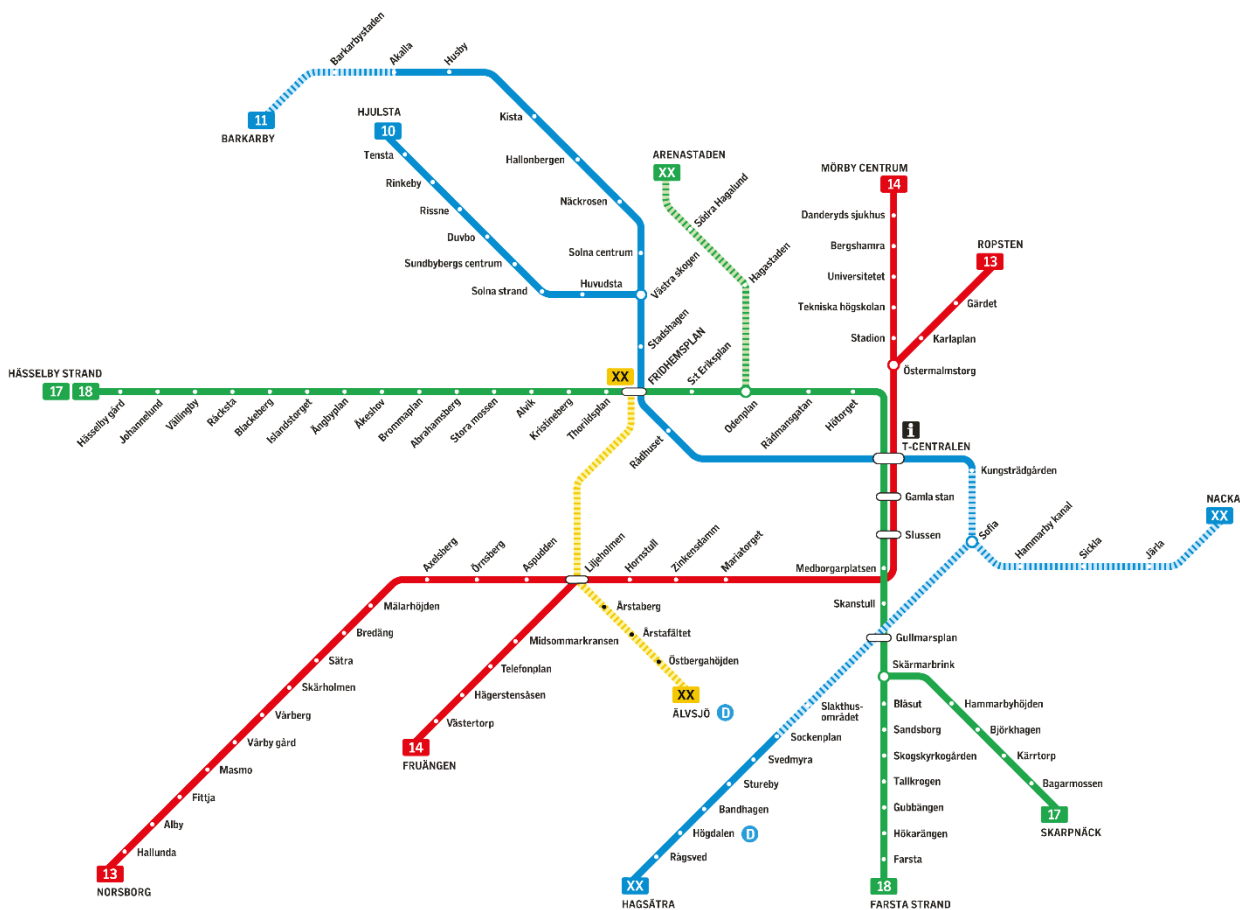 Barkarbystaden
Akalla
Husby
11
BARKARBY
HJULSTA
10
Tensta
Rinkeby
Rissne
Duvbo
Sundbybergs centrum
Solna strand
Huvudsta
Kista
Hallonbergen
Näckrosen
Solna centrum
Västra skogen
Stadshagen
ARENASTADEN
XX
Södra Hagalund
Hagastaden
MÖRBY CENTRUM
14
Danderyds sjukhus
Bergshamra
Universitetet
Tekniska högskolan
Stadion
ROPSTEN
13
Gärdet
Karlaplan
Östermalmstorg
HÄSSELBY STRAND
17 18
Hässelby gård
Johannelund
Vällingby
Råcksta
Blackeberg
Islandstorget
Ängbyplan
Åkeshov
Brommaplan
Abrahamsberg
Stora mossen
Alvik
Kristineberg
Thorildsplan
XX
FRIDHEMSPLAN
S:t Eriksplan
Odenplan
Rådmansgatan
Hötorget
Rådhuset
i
T-CENTRALEN
Kungsträdgården
Gamla stan
Slussen
NACKA
XX
Sofia
Hammarby kanal
Sickla
Järla
Axelsberg
Örnsberg
Aspudden
Liljeholmen
Hornstull
Zinkensdamm
Mariatorget
Medborgarplatsen
Skanstull
Gullmarsplan
Skärmarbrink
Mälarhöjden
Bredäng
Sätra
Skärholmen
Vårberg
Vårby gård
Masmo
Fittja
Alby
Hallunda
13
NORSBORG
Midsommarkransen
Telefonplan
Hägerstensåsen
Västertorp
14
FRUÄNGEN
Årstaberg
Årstafältet
Östbergahöjden
XX
ÄLVSJÖ D
Slakthus-
området
Sockenplan
Svedmyra
Stureby
Bandhagen
Högdalen D
Rågsved
XX
HAGSÄTRA
Blåsut
Sandsborg
Skogskyrkogården
Tallkrogen
Gubbängen
Hökarängen
Farsta
18
FARSTA STRAND
Hammarbyhöjden
Björkhagen
Kärrtorp
Bagarmossen
17
SKARPNÄCK